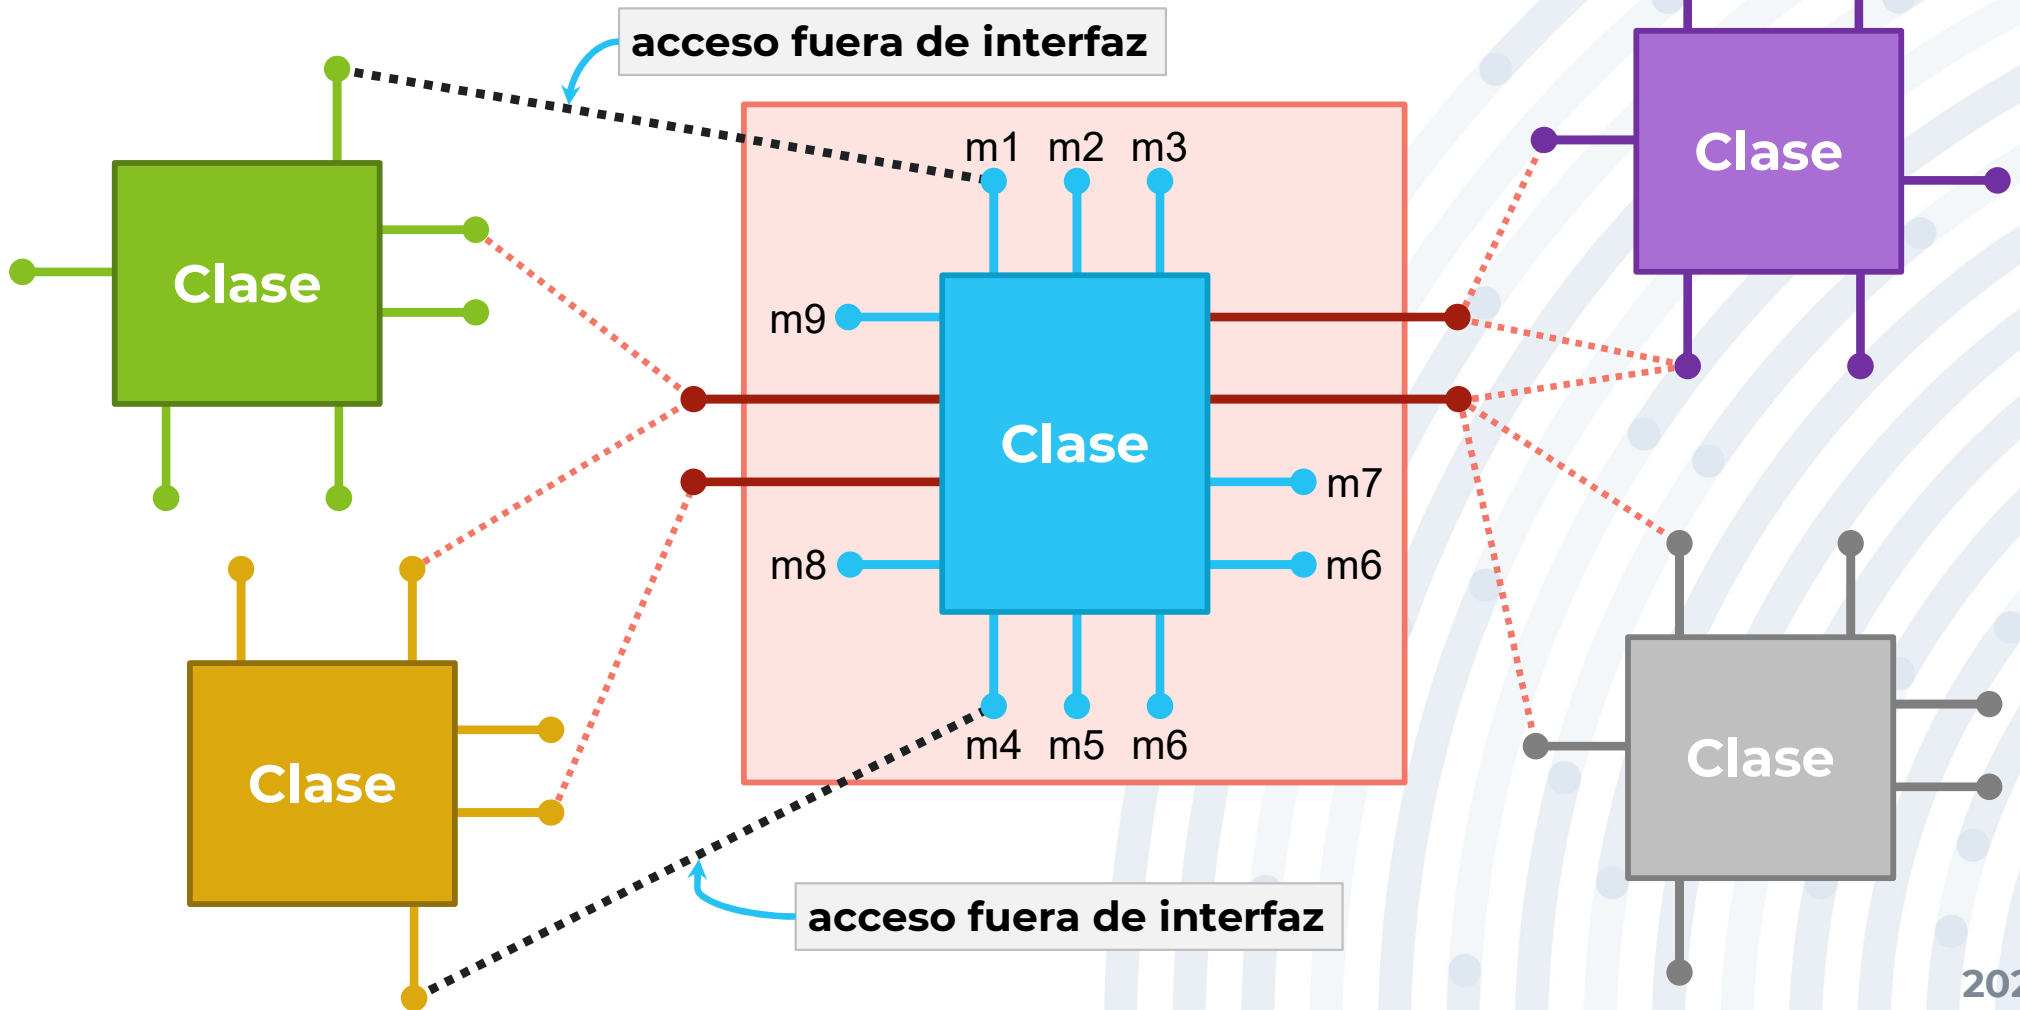 acceso fuera de interfaz
m1 m2 m3
Clase
Clase
m9
Clase
m7
m8
m6
m4 m5 m6
Clase
Clase
acceso fuera de interfaz
202